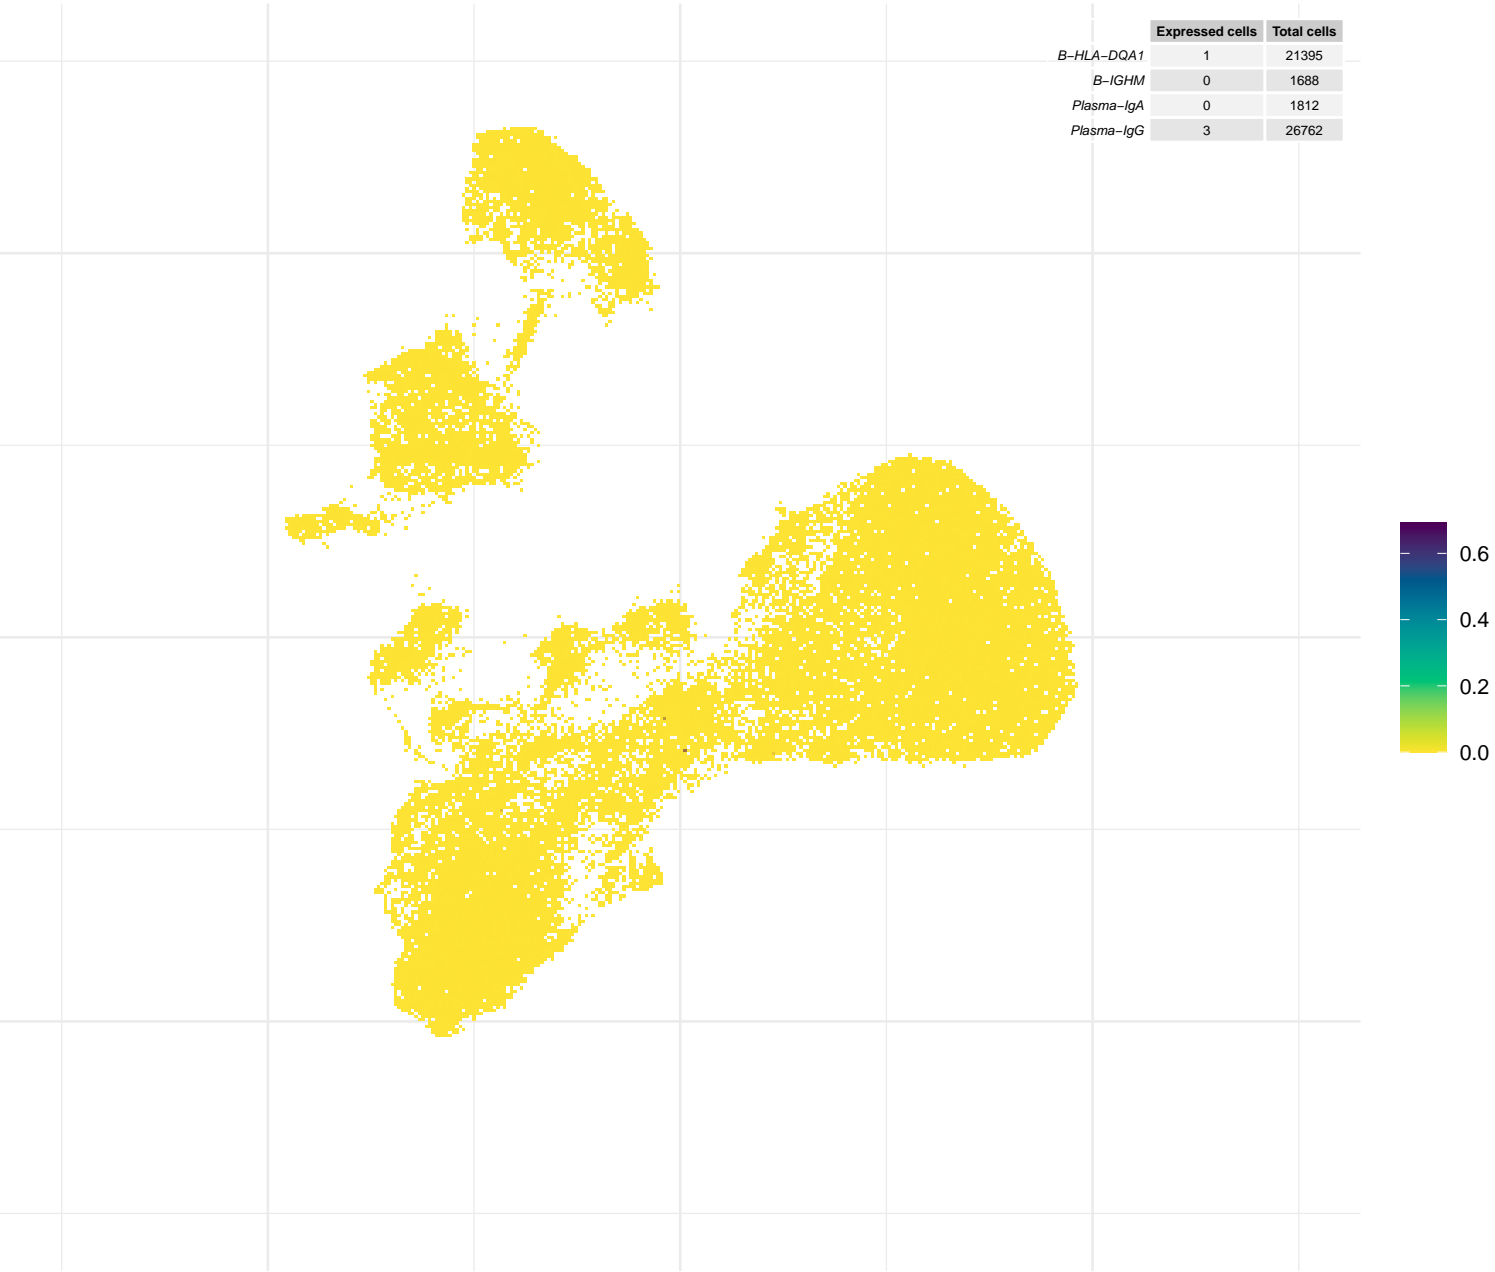 Expressed cells Total cells
B−HLA−DQA1 1 21395
B−IGHM 0 1688
Plasma−IgA 0 1812
Plasma−IgG 3 26762
0.6
0.4
0.2
0.0